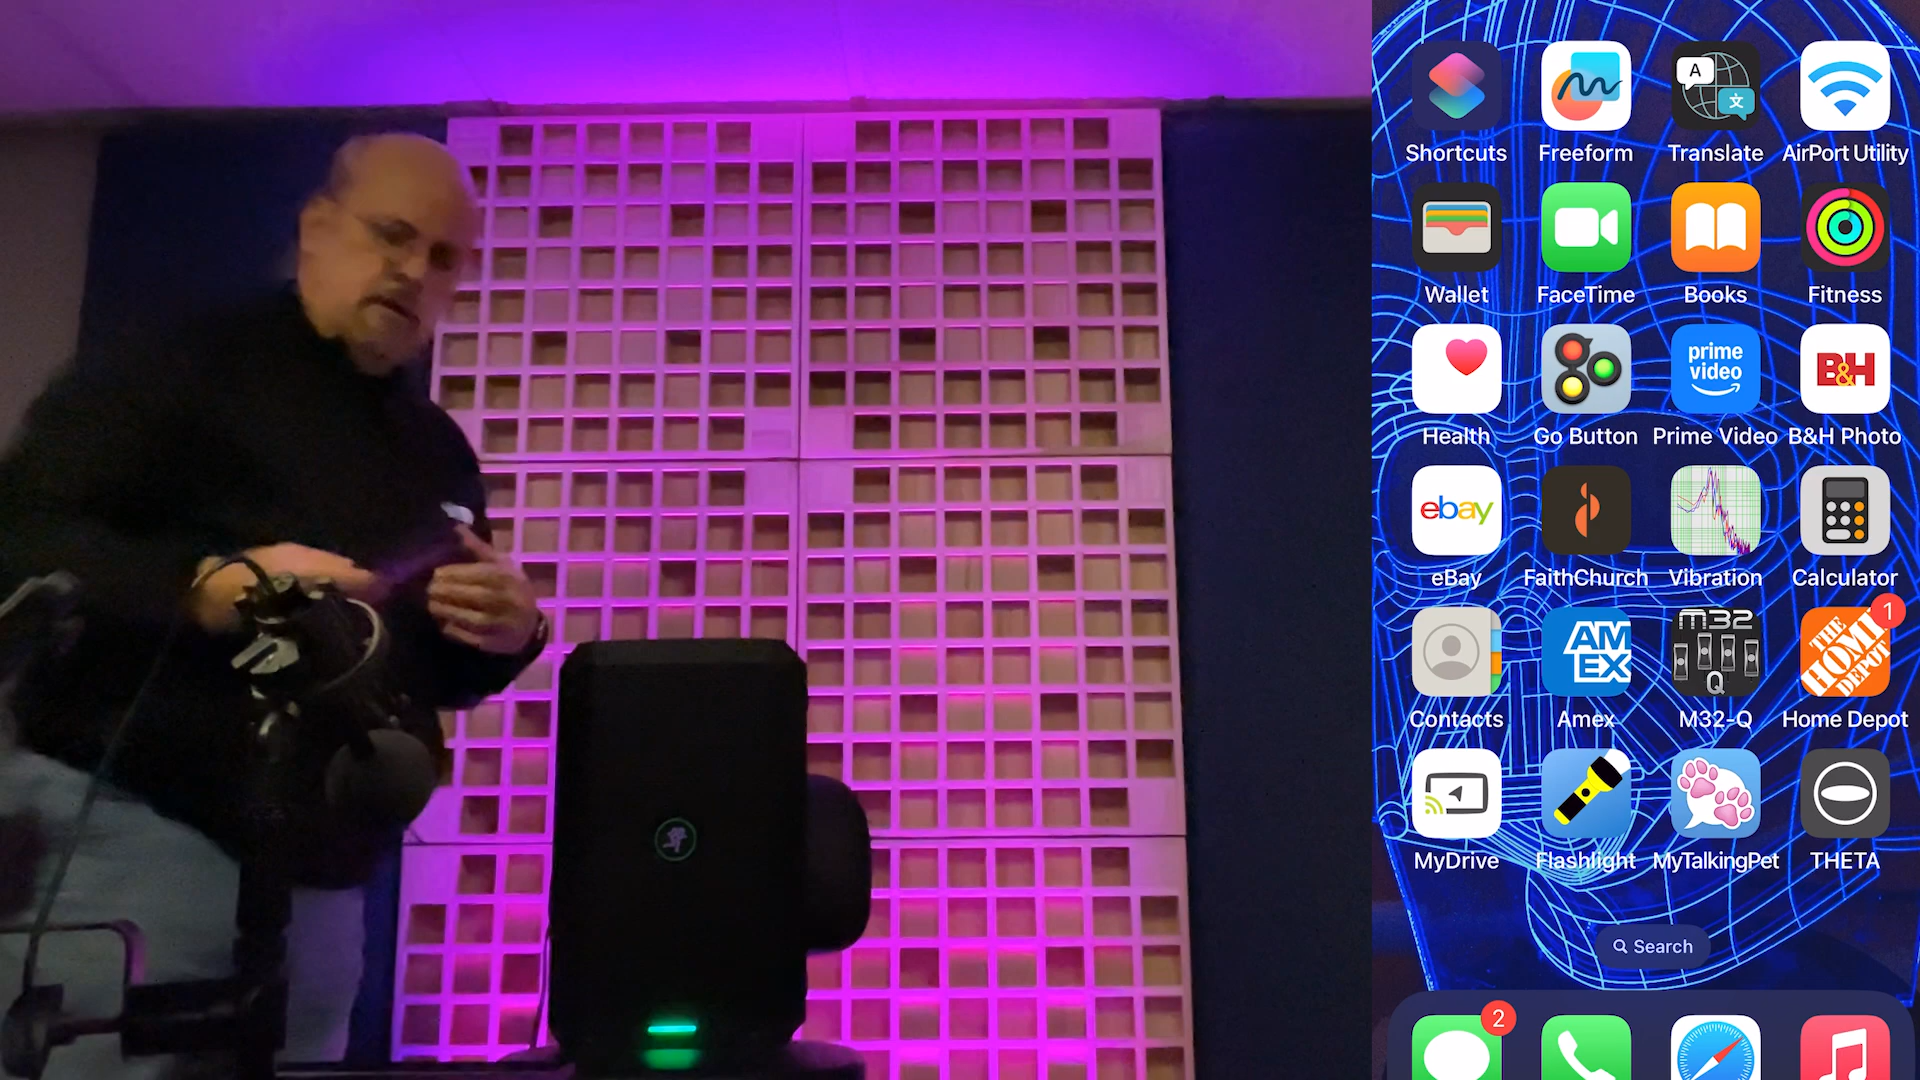 A
文
Shortcuts Freeform Translate AirPort Utility
Wallet FaceTime Books Fitness
prime
video
B&H
Health Go Button Prime Video B&H Photo
ebay
eBay FaithChurch Vibration Calculator
1
M32
AM
EX
Q
THE
HOME
DEPOT
Contacts Amex M32-Q Home Depot
MyDrive Flashlight MyTalkingPet THETA
Search
2